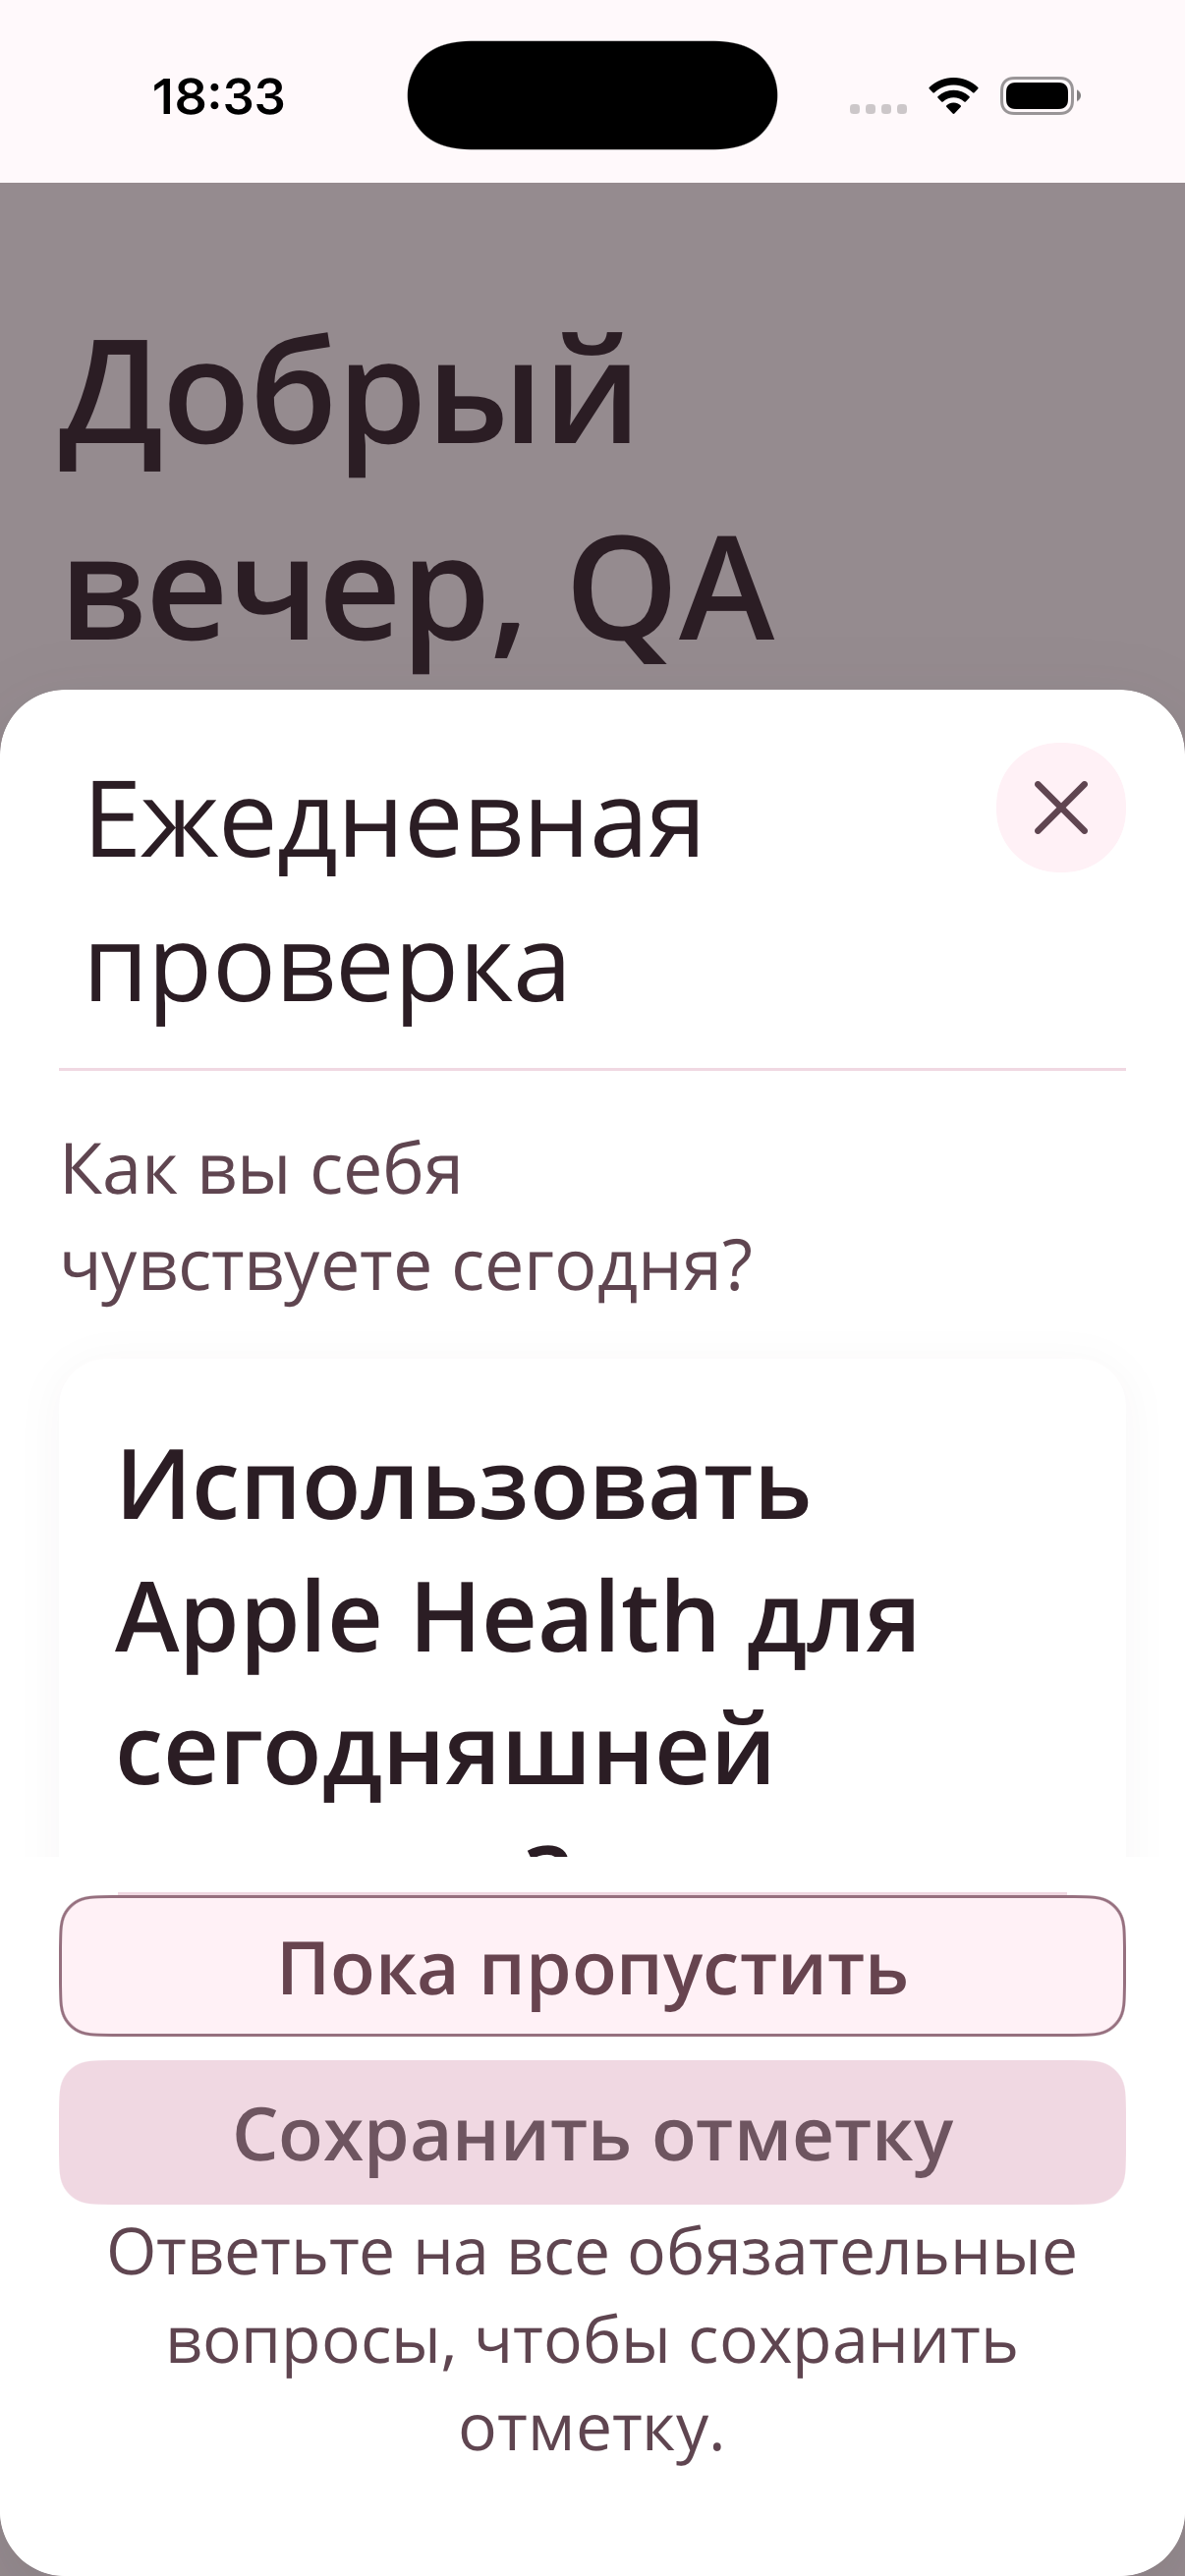 18:33
Добрый
вечер, QA
Ежедневная
проверка
Как вы себя
чувствуете сегодня?
Использовать
Apple Health для
сегодняшней
Пока пропустить
Сохранить отметку
Ответьте на все обязательные
вопросы, чтобы сохранить
отметку.